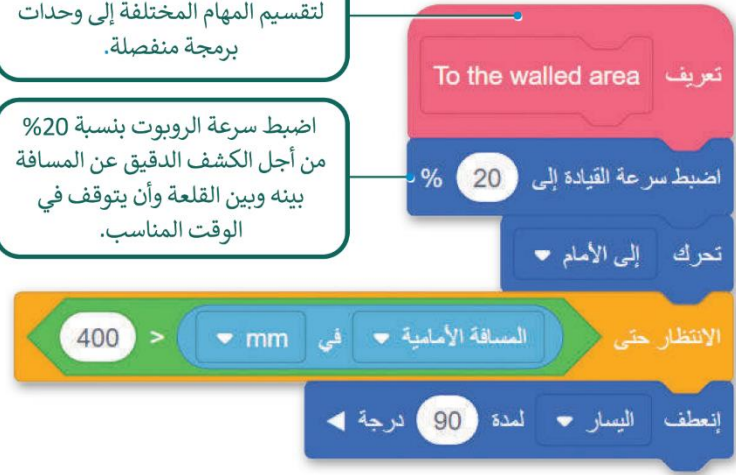 لتقسيم المهام المختلفة إلى وحدات
برمجة منفصلة.
تعريف To the walled area
اضبط سرعة الروبوت بنسبة 20%
من أجل الكشف الدقيق عن المسافة
بينه وبين القلعة وأن يتوقف في
الوقت المناسب.
اضبط سرعة القيادة إلى 20 %
تحرك إلى الأمام
الانتظار حتى المسافة الأمامية في mm < 400
إنعطف اليسار لمدة 90 درجة